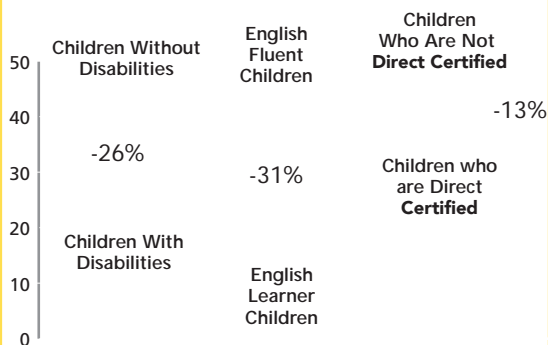 Children Without
Disabilities
English
Fluent
Children
Children
Who Are Not
Direct Certified
50
40
30
20
10
0
-26%
-31%
-13%
Children With
Disabilities
English
Learner
Children
Children who
are Direct
Certified